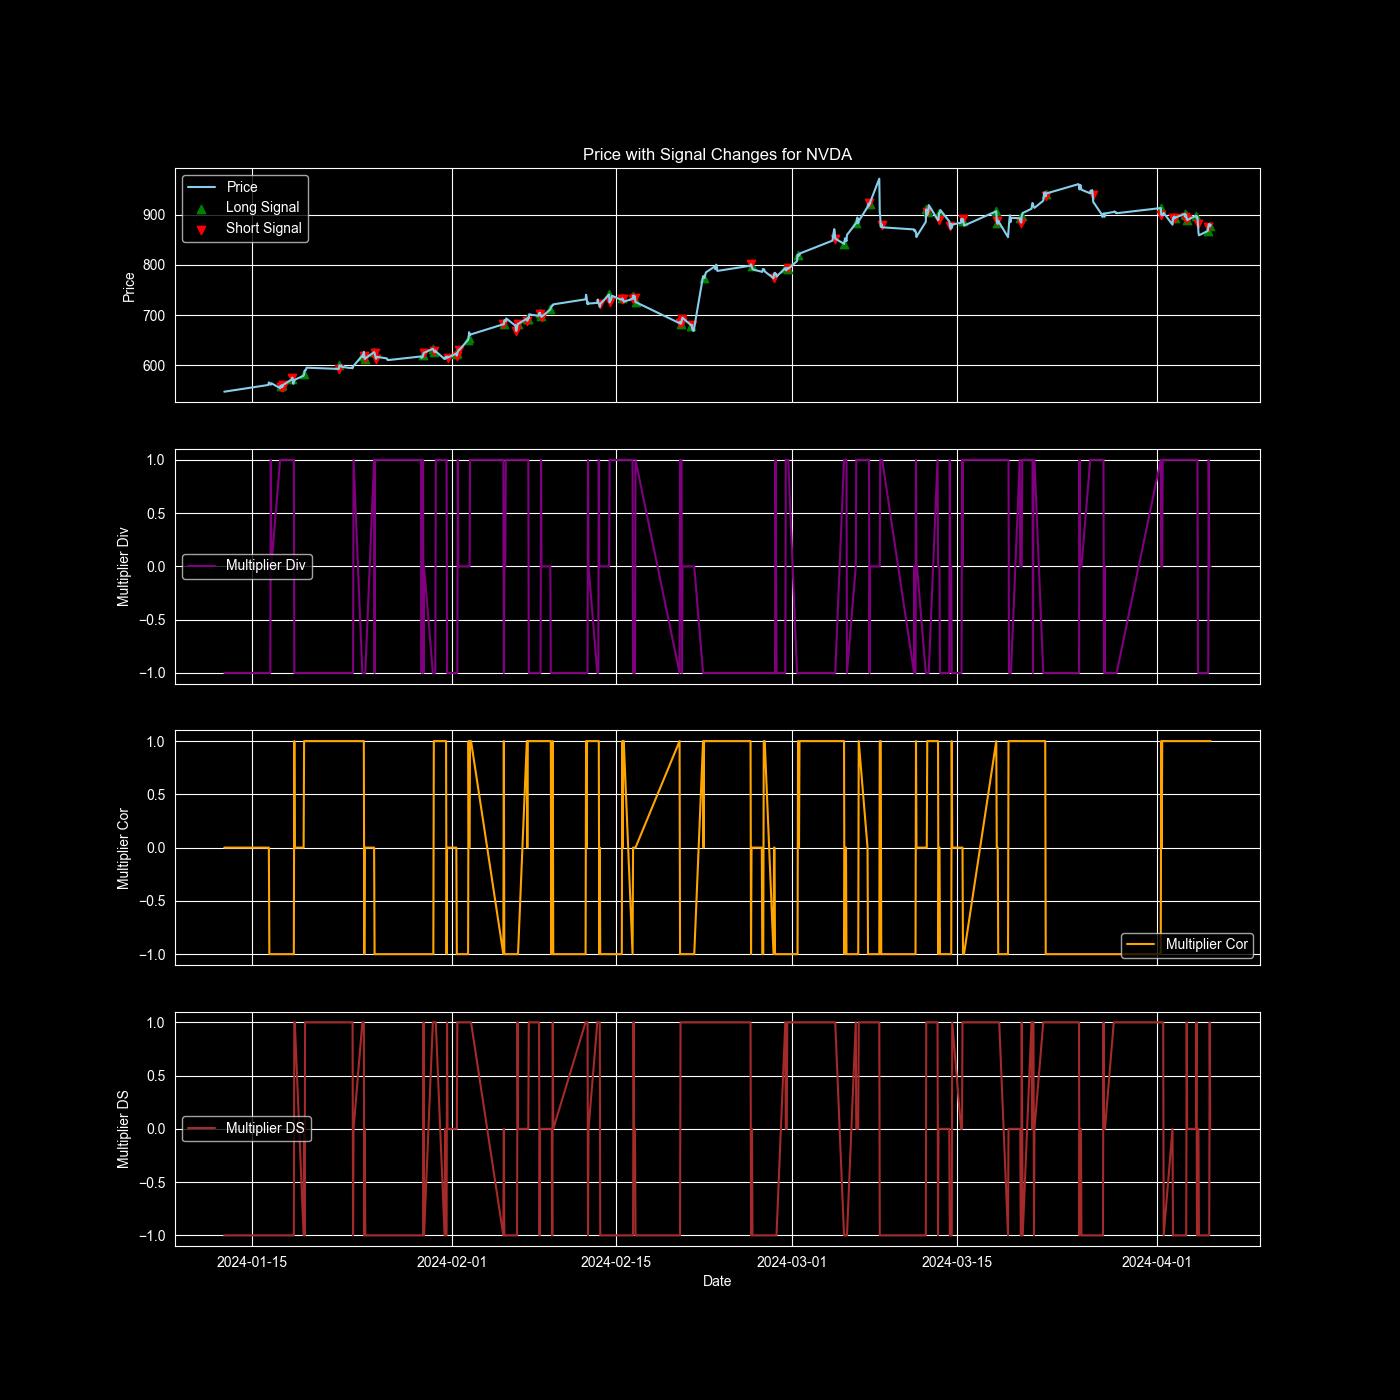 Price with Signal Changes for NVDA
Price
Long Signal
Short Signal
900
800
700
600
Price
1.0
0.5
0.0
−0.5
−1.0
Multiplier Div
Multiplier Div
1.0
0.5
0.0
−0.5
−1.0
Multiplier Cor
Multiplier Cor
1.0
0.5
0.0
−0.5
−1.0
Multiplier DS
Multiplier DS
2024-01-15 2024-02-01 2024-02-15 2024-03-01 2024-03-15 2024-04-01
Date